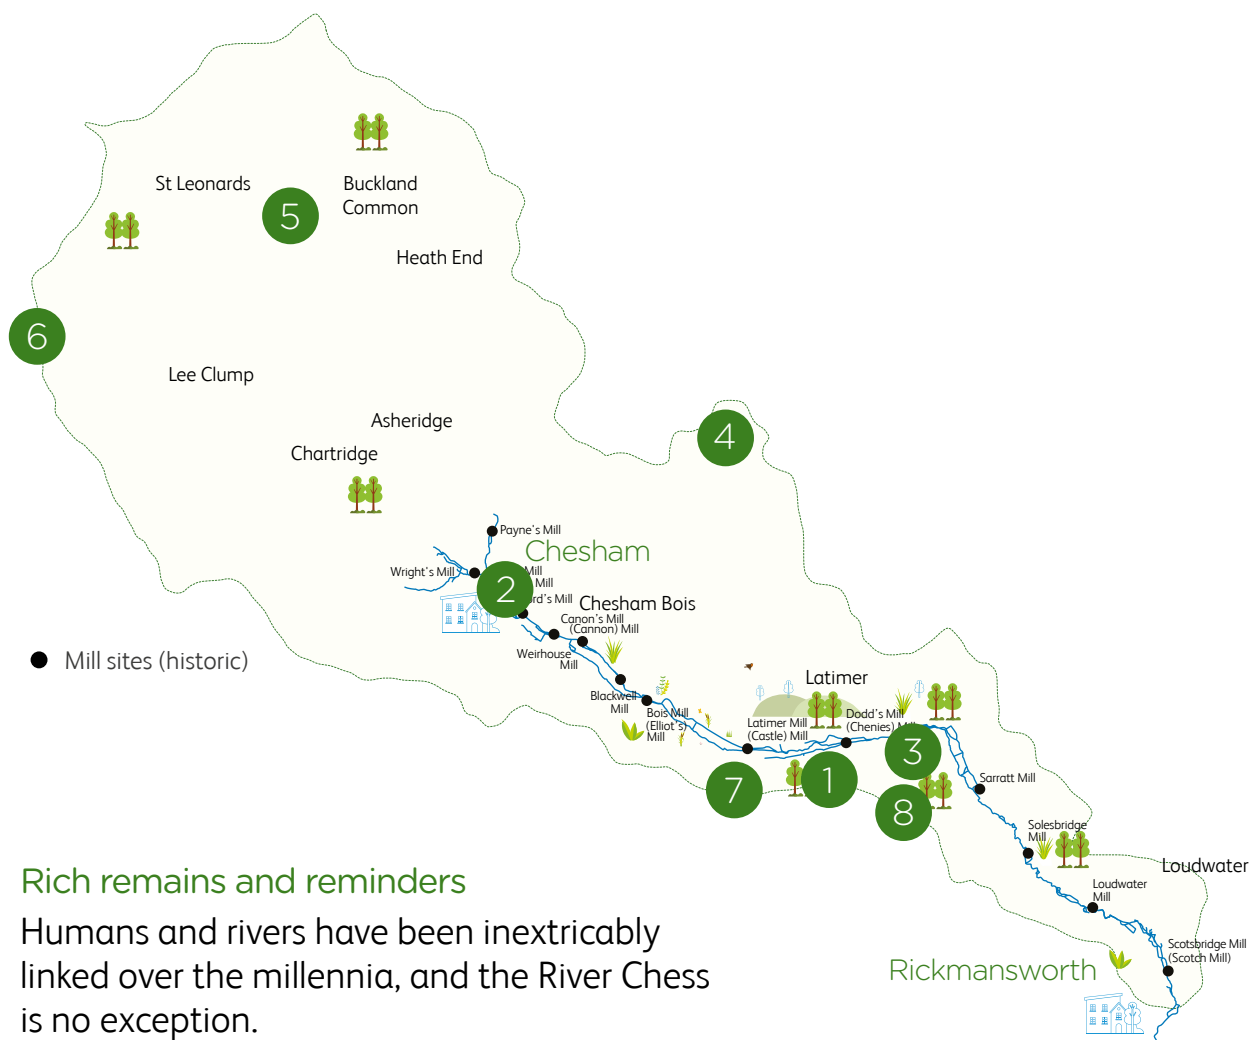 St Leonards
Buckland
Common
5
Heath End
6
Lee Clump
Asheridge
Chartridge
4
Payne's Mill
Chesham
Wright's Mill
Mill
Mill
2
Mill
Chesham Bois
Canon's Mill
(Cannon) Mill
Weirhouse
Mill
Mill sites (historic)
Blackwell
Mill
Bois Mill
(Elliot's)
Mill
Latimer
Latimer Mill
(Castle) Mill
Dodd's Mill
(Chenies)
3
7
1
8
Sarratt Mill
Solesbridge
Mill
Loudwater
Loudwater
Mill
Scotsbridge Mill
(Scotch Mill)
Rickmansworth
Rich remains and reminders
Humans and rivers have been inextricably
linked over the millennia, and the River Chess
is no exception.